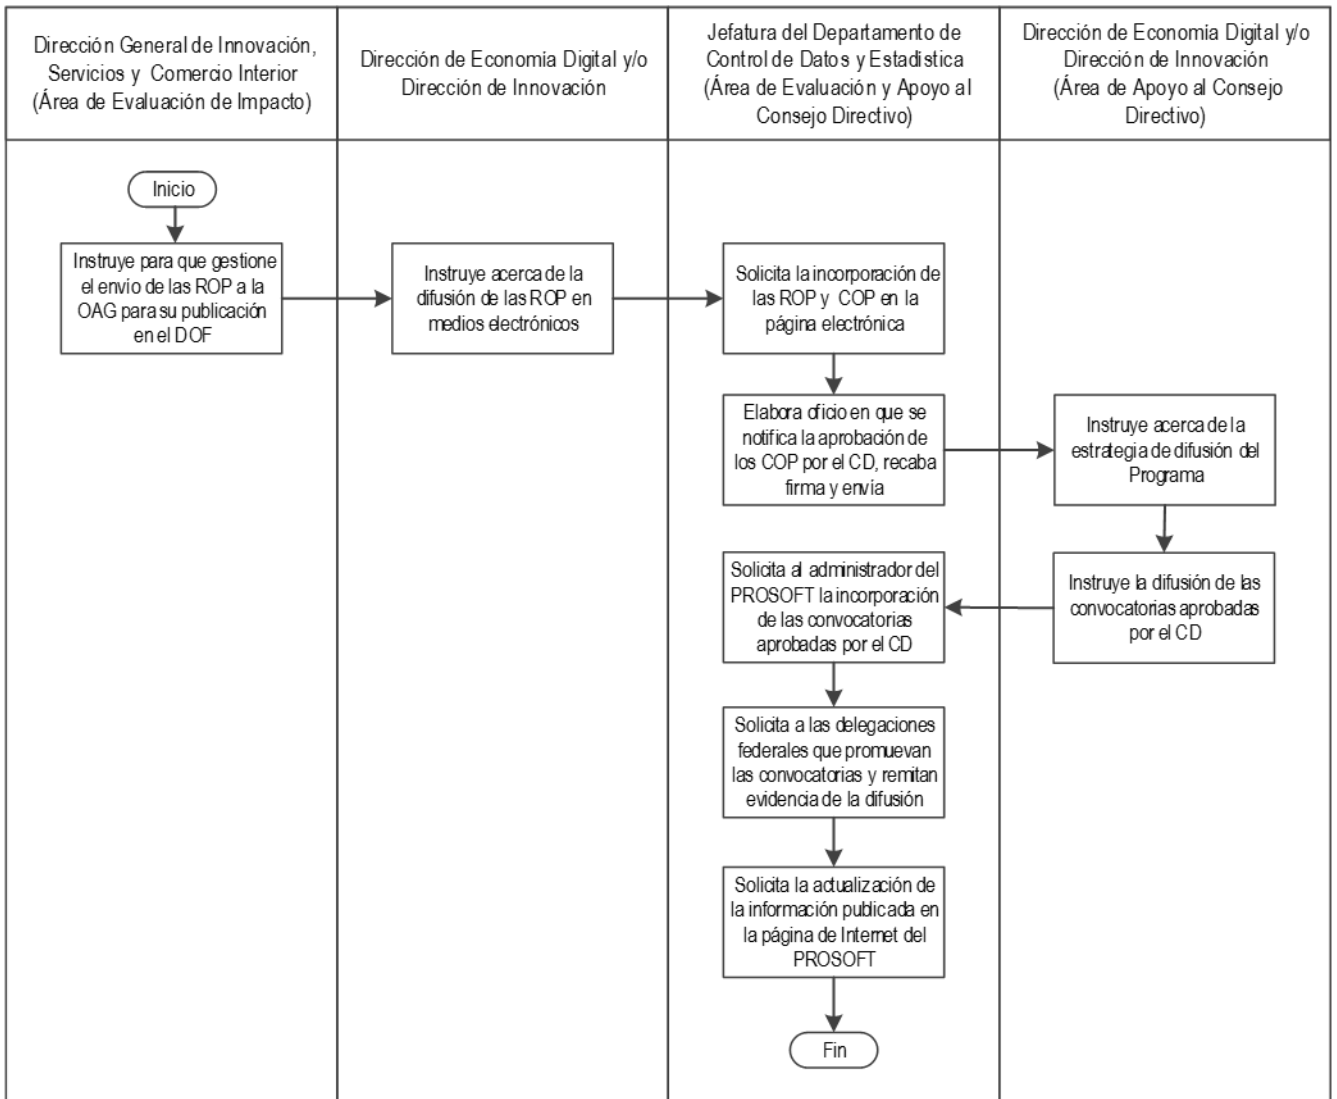 Dirección General de Innovación,
Servicios y Comercio Interior
(Área de Evaluación de Impacto)
Dirección de Economía Digital y/o
Dirección de Innovación
Jefatura del Departamento de
Control de Datos y Estadistica
(Área de Evaluación y Apoyo al
Consejo Directivo)
Dirección de Economía Digital y/o
Dirección de Innovación
(Área de Apoyo al Consejo
Directivo)
Inicio
Instruye para que gestione
el envío de las ROP a la
OAG para su publicación
en el DOF
Instruye acerca de la
difusión de las ROP en
medios electrónicos
Solicita la incorporación de
las ROP y COP en la
página electrónica
Elabora oficio en que se
notifica la aprobación de
los COP por el CD, recaba
firma y envía
Instruye acerca de la
estrategia de difusión del
Programa
Instruye la difusión de las
convocatorias aprobadas
por el CD
Solicita al administrador del
PROSOFT la incorporación
de las convocatorias
aprobadas por el CD
Solicita a las delegaciones
federales que promuevan
las convocatorias y remitan
evidencia de la difusión
Solicita la actualización de
la información publicada en
la página de Internet del
PROSOFT
Fin